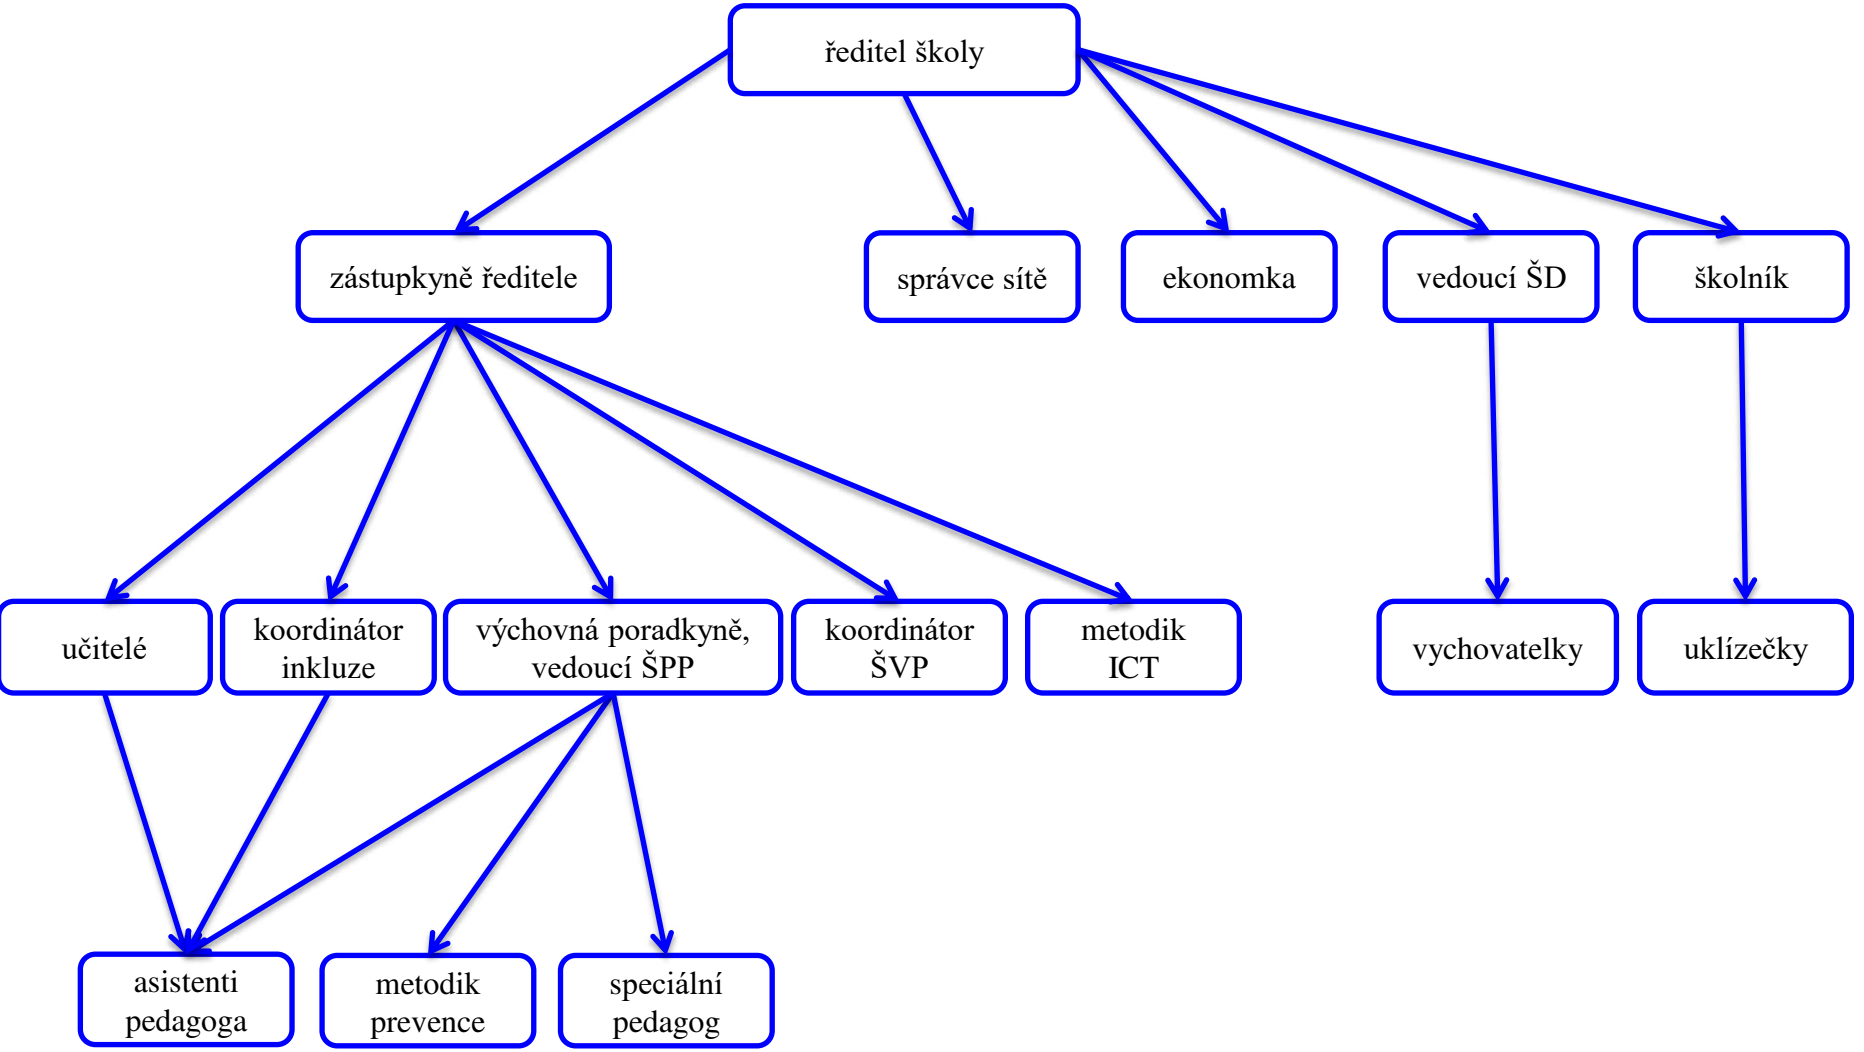 ředitel školy
zástupkyně ředitele
správce sítě
ekonomka
vedoucí ŠD
školník
učitelé
koordinátor
inkluze
výchovná poradkyně,
vedoucí ŠPP
koordinátor
ŠVP
metodik
ICT
vychovatelky
uklízečky
asistenti
pedagoga
metodik
prevence
speciální
pedagog